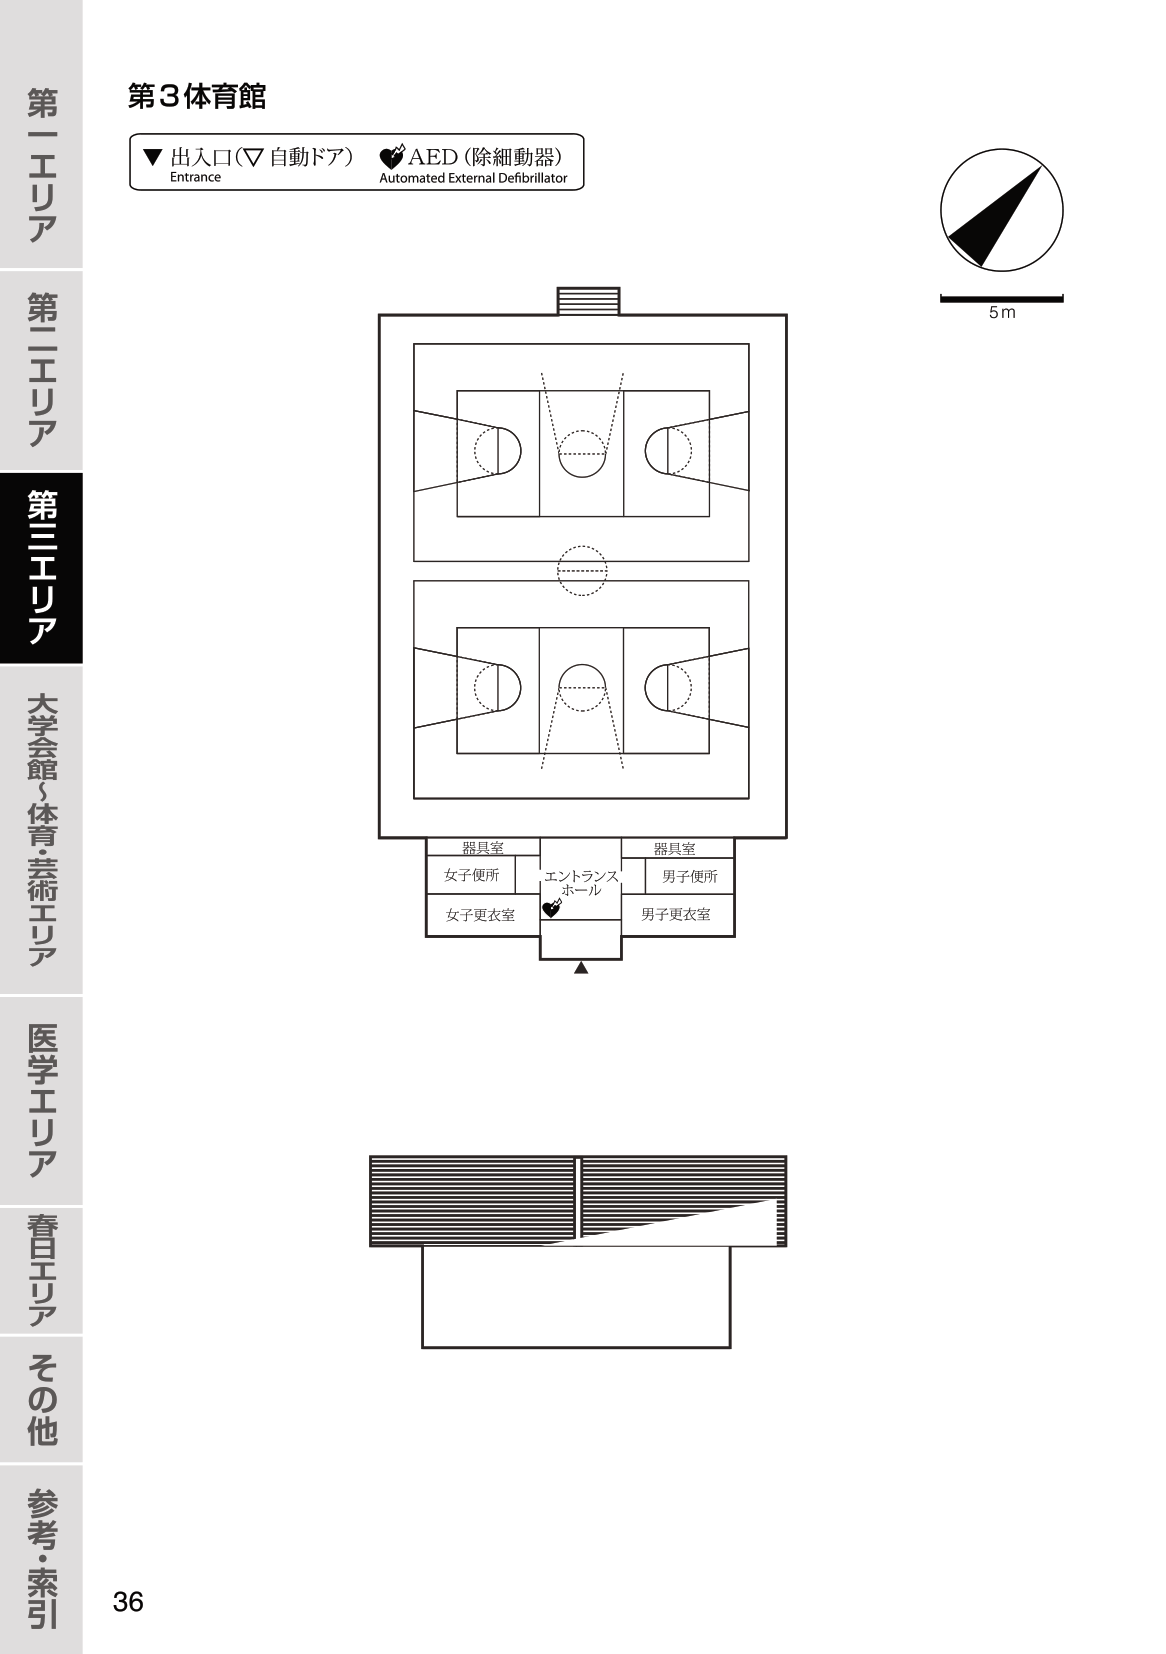 第一エリア
第二エリア
第三エリア
大学会館〜体育・芸術エリア
医学エリア
春日エリア
その他
参考・索引
第3体育館
▼ 出入口(▽ 自動ドア)
Entrance
AED(除細動器)
Automated External Defibrillator
5m
器具室
器具室
女子便所
エントランス
ホール
男子便所
女子更衣室
男子更衣室
36